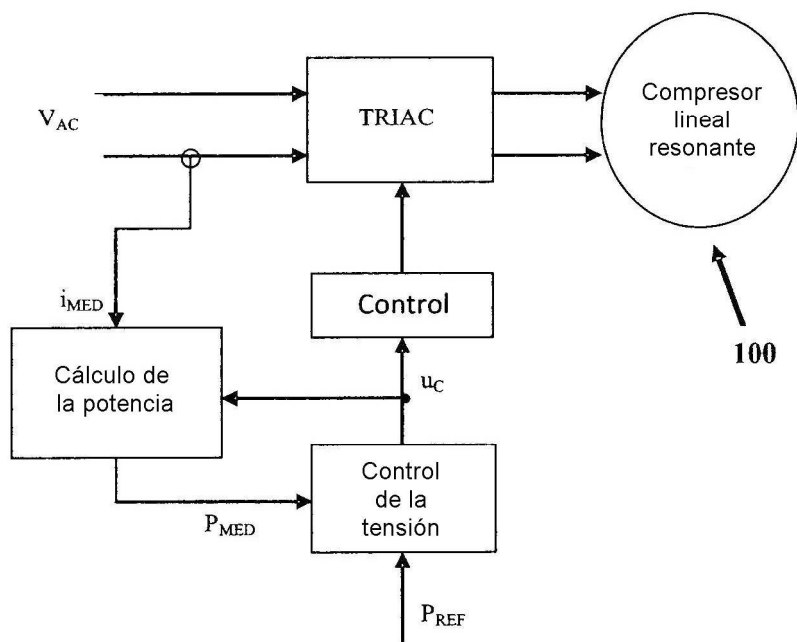 V_AC
TRIAC
Compresor
lineal
resonante
i_MED
Control
100
Cálculo de
la potencia
u_C
Control
de la
tensión
P_MED
P_REF